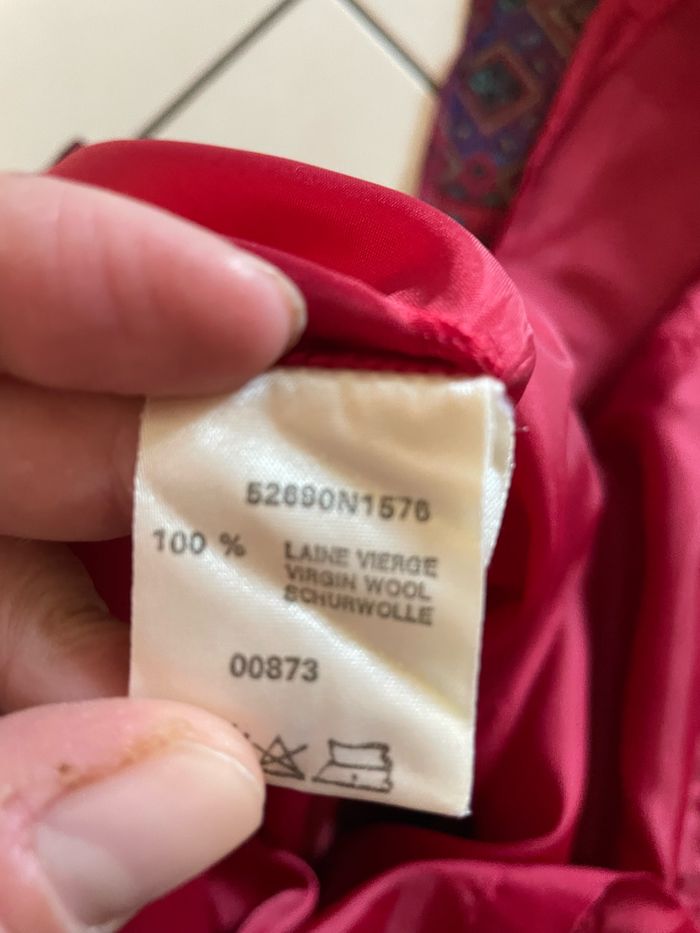 52690N1576
100 % LAINE VIERGE
VIRGIN WOOL
SCHURWOLLE
00873